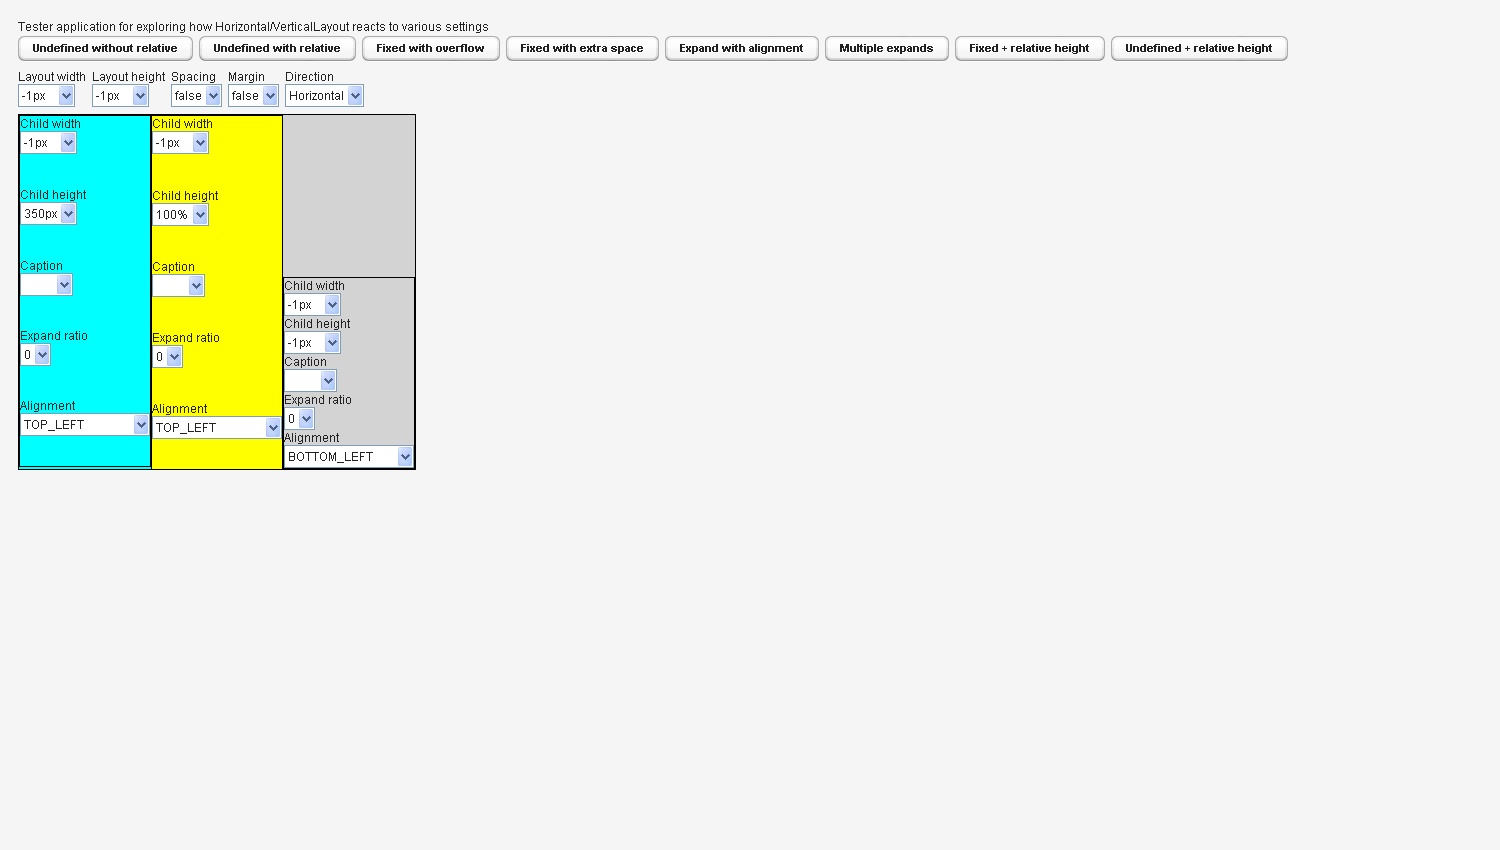 Tester application for exploring how Horizontal/VerticalLayout reacts to various settings
Undefined without relative Undefined with relative Fixed with overflow Fixed with extra space Expand with alignment Multiple expands Fixed + relative height Undefined + relative height
Layout width Layout height Spacing Margin Direction
-1px -1px false false Horizontal
Child width
-1px
Child height
350px
Caption
Expand ratio
0
Alignment
TOP_LEFT
Child width
-1px
Child height
100%
Caption
Expand ratio
0
Alignment
TOP_LEFT
Child width
-1px
Child height
-1px
Caption
Expand ratio
0
Alignment
BOTTOM_LEFT